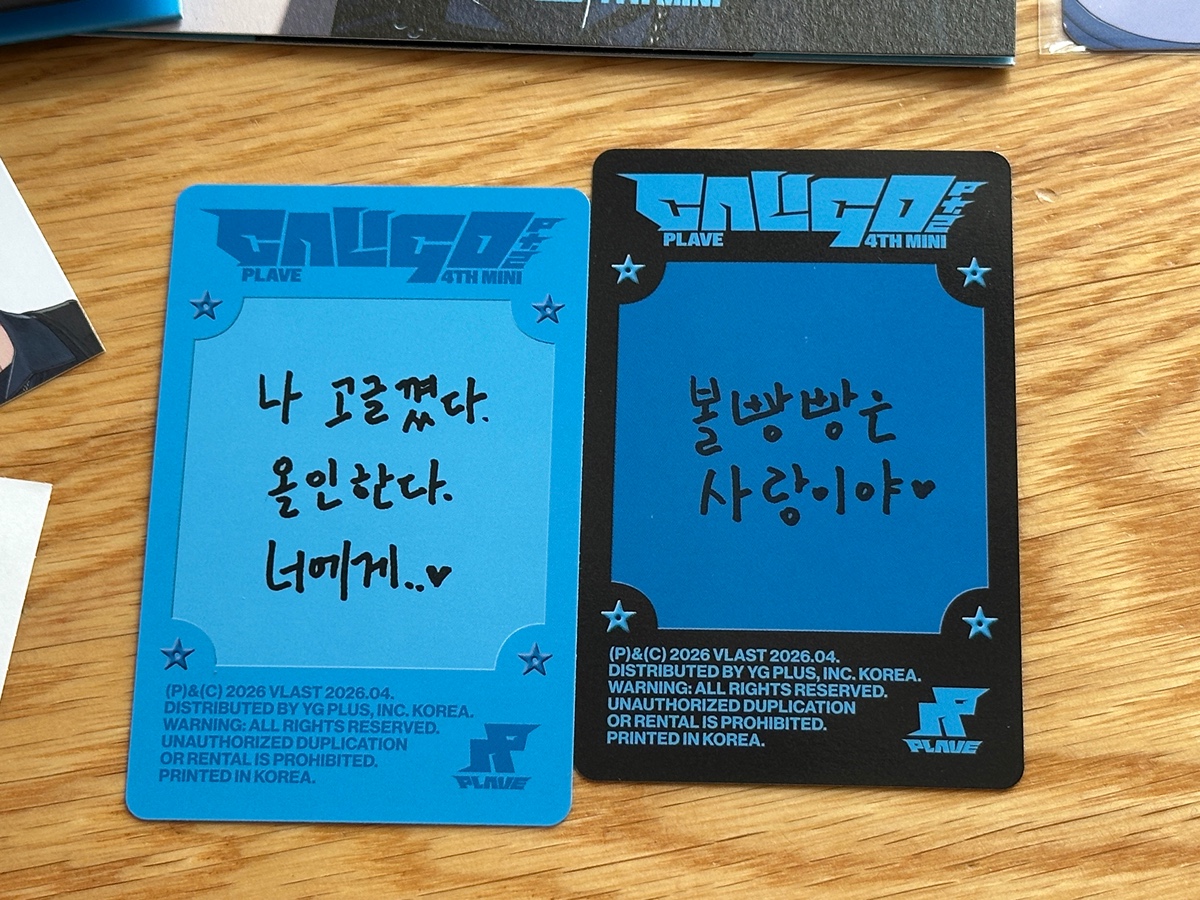 4TH MINI
CALIGO Pt.2
PLAVE 4TH MINI
나 고글꼈다.
올인한다.
너에게..♥
(P)&(C) 2026 VLAST 2026.04.
DISTRIBUTED BY YG PLUS, INC. KOREA.
WARNING: ALL RIGHTS RESERVED.
UNAUTHORIZED DUPLICATION
OR RENTAL IS PROHIBITED.
PRINTED IN KOREA.
PLAVE
CALIGO Pt.2
PLAVE 4TH MINI
볼빵빵은
사랑이야♥
(P)&(C) 2026 VLAST 2026.04.
DISTRIBUTED BY YG PLUS, INC. KOREA.
WARNING: ALL RIGHTS RESERVED.
UNAUTHORIZED DUPLICATION
OR RENTAL IS PROHIBITED.
PRINTED IN KOREA.
PLAVE